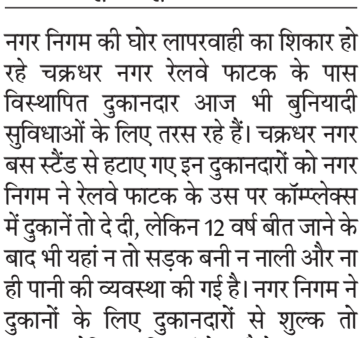 नगर निगम की घोर लापरवाही का शिकार हो
रहे चक्रधर नगर रेलवे फाटक के पास
विस्थापित दुकानदार आज भी बुनियादी
सुविधाओं के लिए तरस रहे हैं। चक्रधर नगर
बस स्टैंड से हटाए गए इन दुकानदारों को नगर
निगम ने रेलवे फाटक के उस पर कॉम्प्लेक्स
में दुकानें तो दे दी, लेकिन 12 वर्ष बीत जाने के
बाद भी यहां न तो सड़क बनी न नाली और ना
ही पानी की व्यवस्था की गई है। नगर निगम ने
दुकानों के लिए दुकानदारों से शुल्क तो